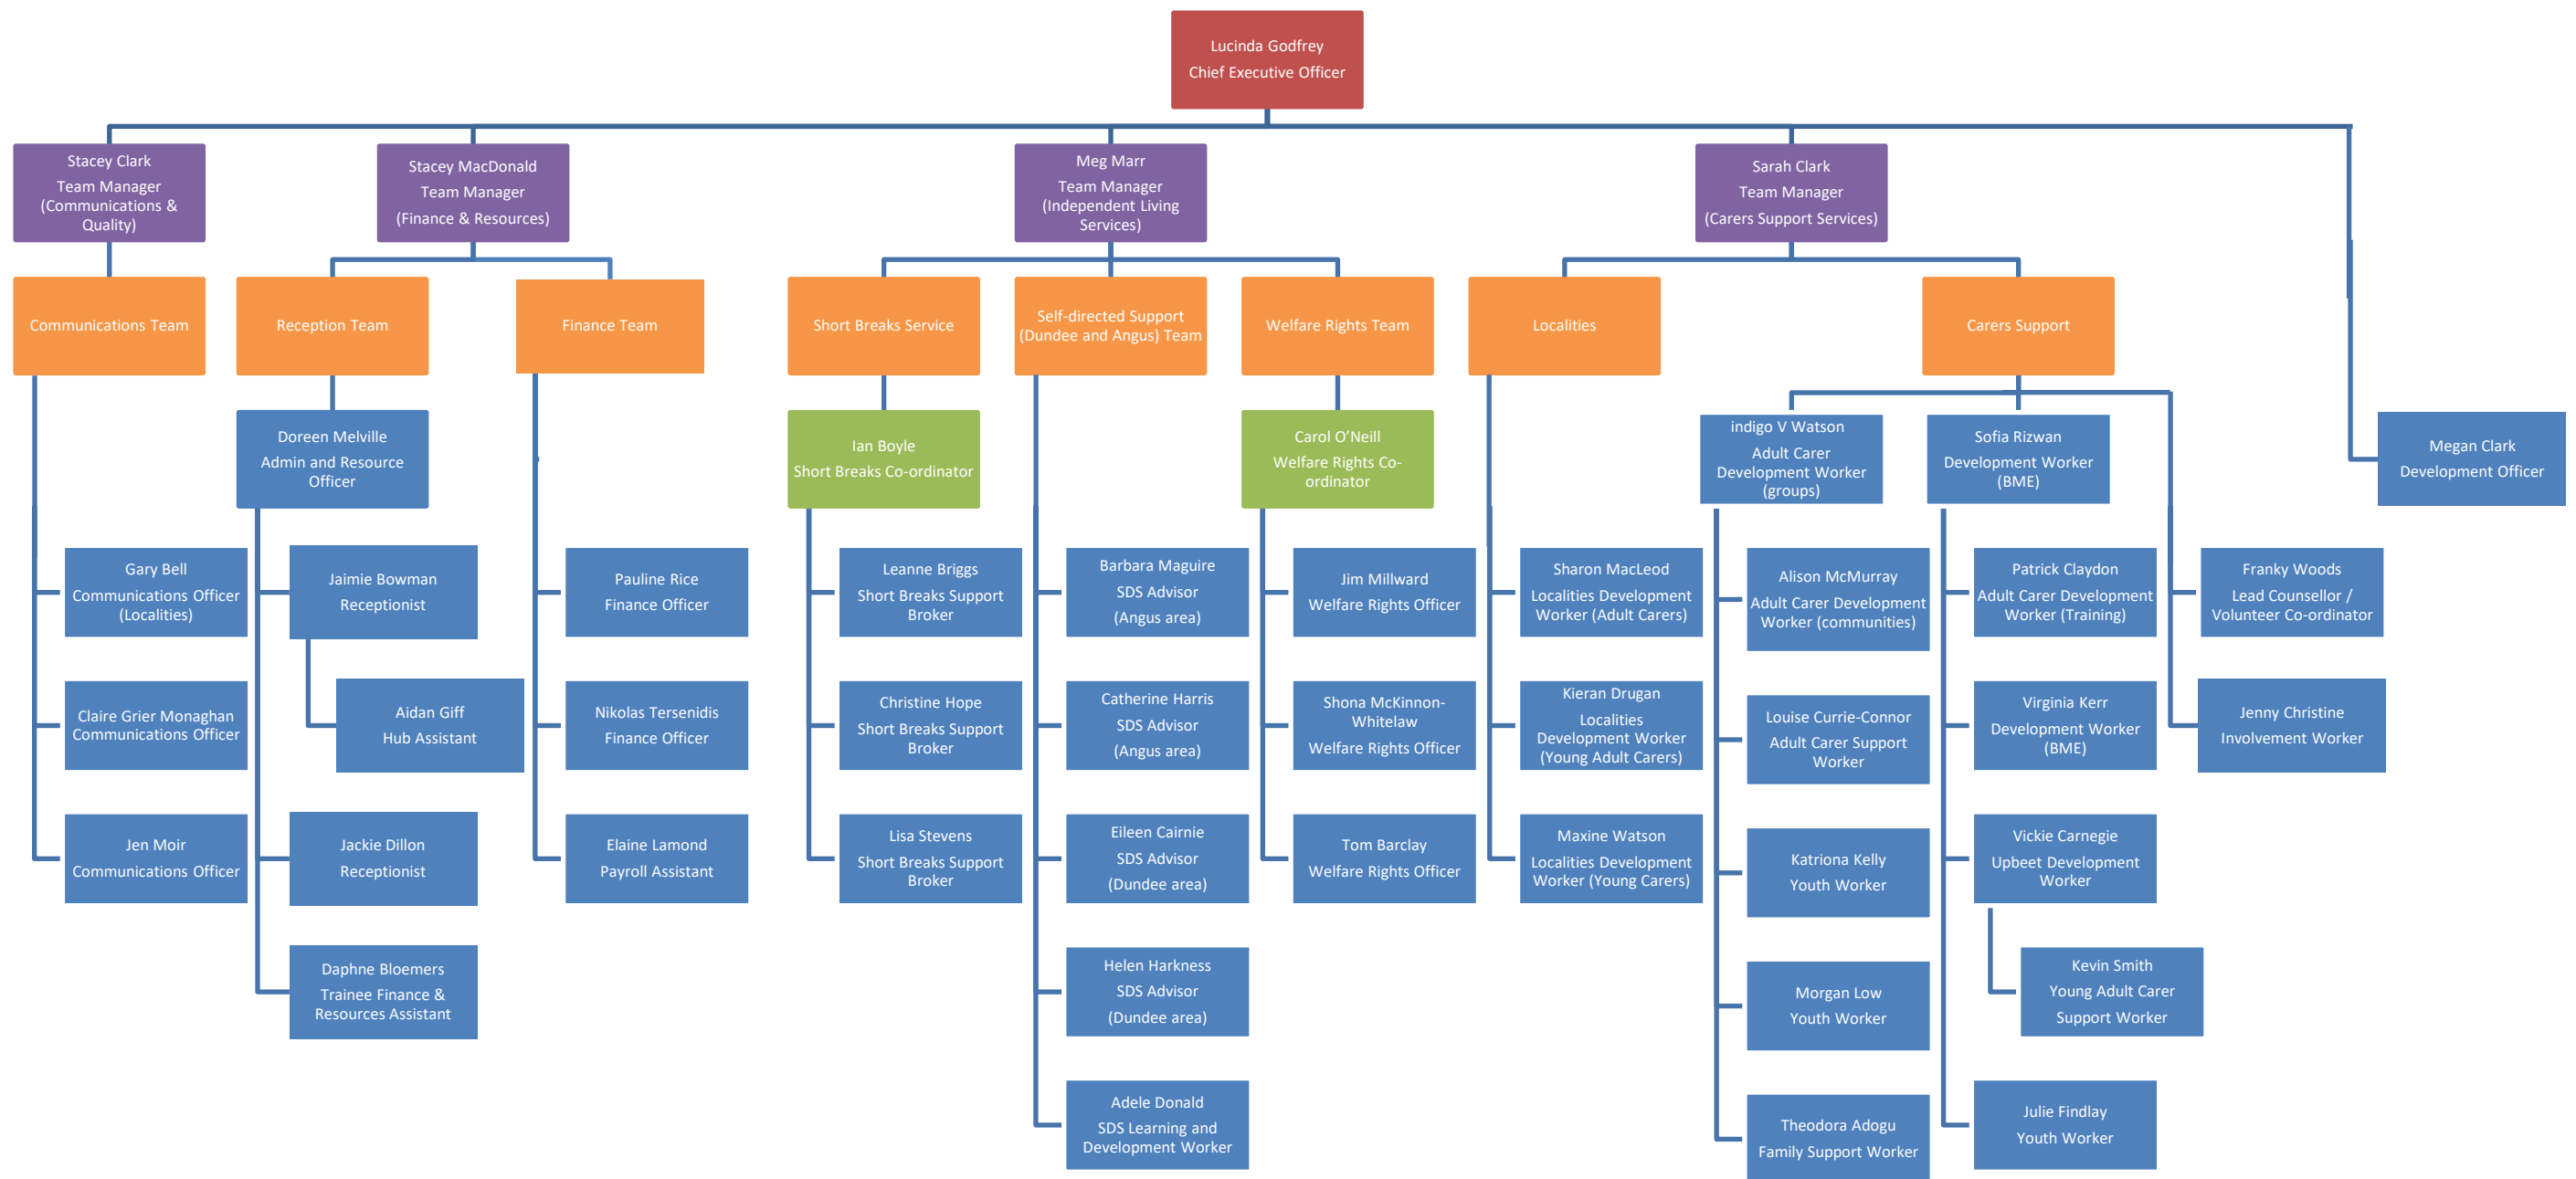 Lucinda Godfrey
Chief Executive Officer
Stacey Clark
Team Manager
(Communications &
Quality)
Stacey MacDonald
Team Manager
(Finance & Resources)
Meg Marr
Team Manager
(Independent Living
Services)
Sarah Clark
Team Manager
(Carers Support Services)
Communications Team
Reception Team
Finance Team
Short Breaks Service
Self-directed Support
(Dundee and Angus) Team
Welfare Rights Team
Localities
Carers Support
Doreen Melville
Admin and Resource
Officer
Ian Boyle
Short Breaks Co-ordinator
Carol O’Neill
Welfare Rights Co-
ordinator
indigo V Watson
Adult Carer
Development Worker
(groups)
Sofia Rizwan
Development Worker
(BME)
Megan Clark
Development Officer
Gary Bell
Communications Officer
(Localities)
Jaimie Bowman
Receptionist
Pauline Rice
Finance Officer
Leanne Briggs
Short Breaks Support
Broker
Barbara Maguire
SDS Advisor
(Angus area)
Jim Millward
Welfare Rights Officer
Sharon MacLeod
Localities Development
Worker (Adult Carers)
Alison McMurray
Adult Carer Development
Worker (communities)
Patrick Claydon
Adult Carer Development
Worker (Training)
Franky Woods
Lead Counsellor /
Volunteer Co-ordinator
Claire Grier Monaghan
Communications Officer
Aidan Giff
Hub Assistant
Nikolas Tersenidis
Finance Officer
Christine Hope
Short Breaks Support
Broker
Catherine Harris
SDS Advisor
(Angus area)
Shona McKinnon-
Whitelaw
Welfare Rights Officer
Kieran Drugan
Localities
Development Worker
(Young Adult Carers)
Louise Currie-Connor
Adult Carer Support
Worker
Virginia Kerr
Development Worker
(BME)
Jenny Christine
Involvement Worker
Jen Moir
Communications Officer
Jackie Dillon
Receptionist
Elaine Lamond
Payroll Assistant
Lisa Stevens
Short Breaks Support
Broker
Eileen Cairnie
SDS Advisor
(Dundee area)
Tom Barclay
Welfare Rights Officer
Maxine Watson
Localities Development
Worker (Young Carers)
Katriona Kelly
Youth Worker
Vickie Carnegie
Upbeet Development
Worker
Daphne Bloemers
Trainee Finance &
Resources Assistant
Helen Harkness
SDS Advisor
(Dundee area)
Morgan Low
Youth Worker
Kevin Smith
Young Adult Carer
Support Worker
Adele Donald
SDS Learning and
Development Worker
Theodora Adogu
Family Support Worker
Julie Findlay
Youth Worker